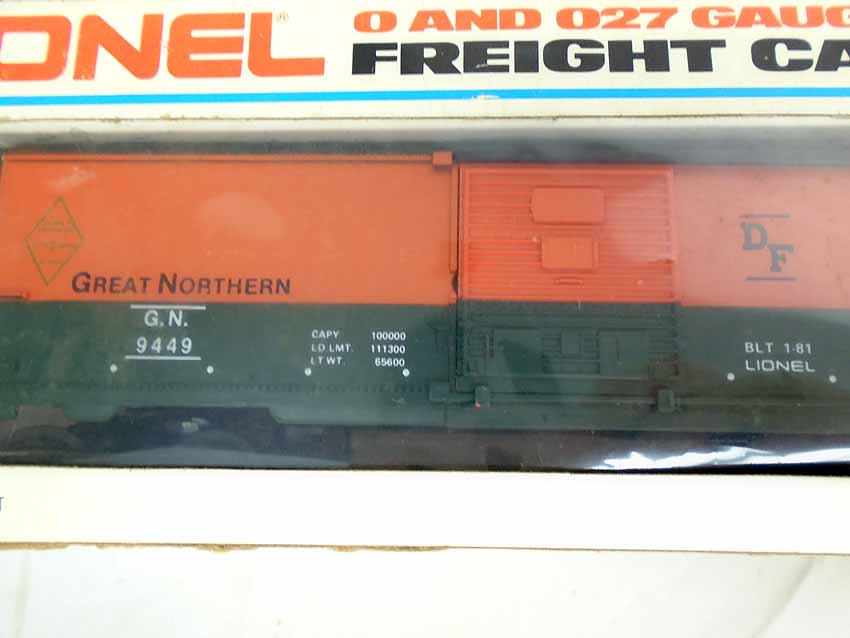 ONEL®
O AND O27 GAUG
FREIGHT CA
GREAT NORTHERN
G.N.
9449
CAPY 100000
LD LMT. 111300
LT WT. 65600
DF
BLT 1-81
LIONEL
T